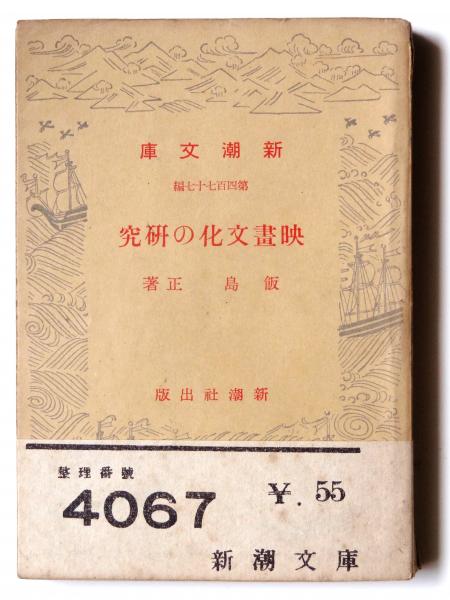 新潮文庫
第四百七十七編
映畫文化の硏究
飯島正著
新潮社出版
整理番號
4067
¥.55
新潮文庫